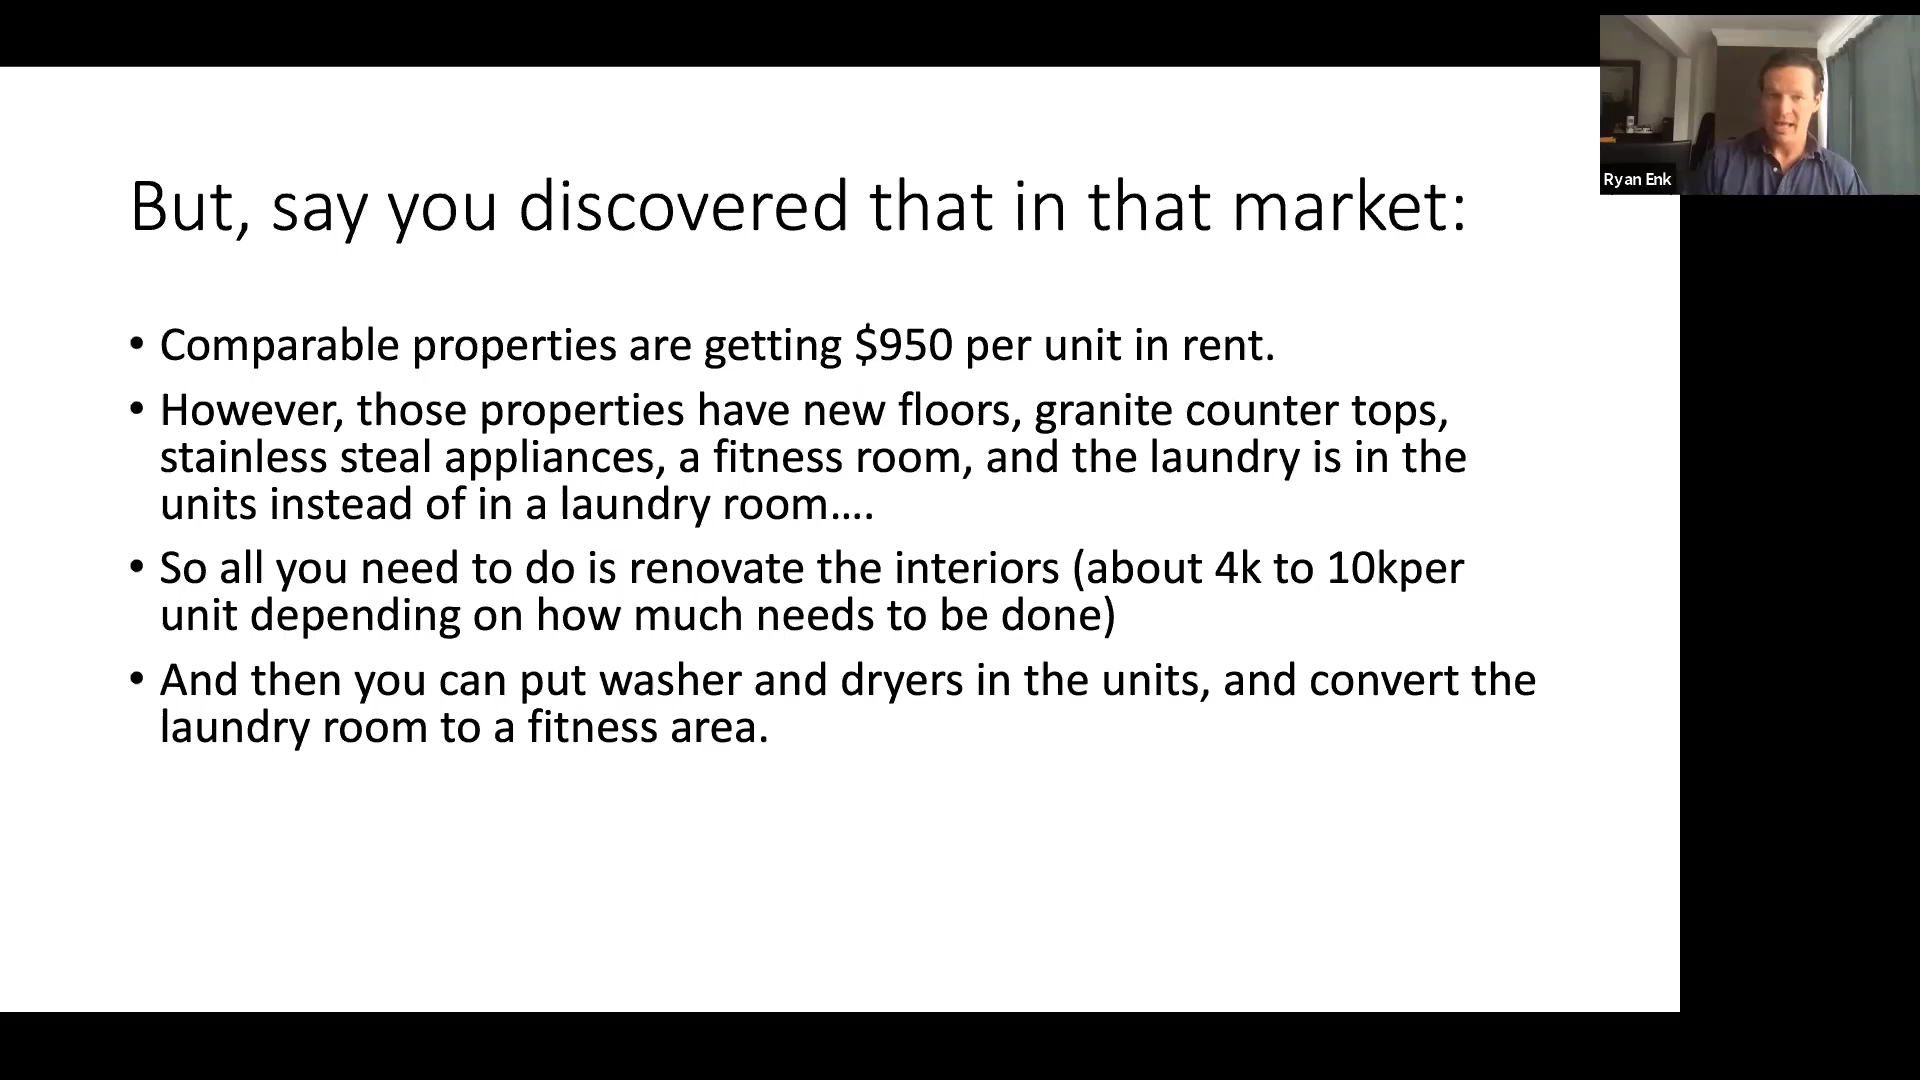 But, say you discovered that in that market:
• Comparable properties are getting $950 per unit in rent.
• However, those properties have new floors, granite counter tops,
stainless steal appliances, a fitness room, and the laundry is in the
units instead of in a laundry room....
• So all you need to do is renovate the interiors (about 4k to 10kper
unit depending on how much needs to be done)
• And then you can put washer and dryers in the units, and convert the
laundry room to a fitness area.
Ryan Enk